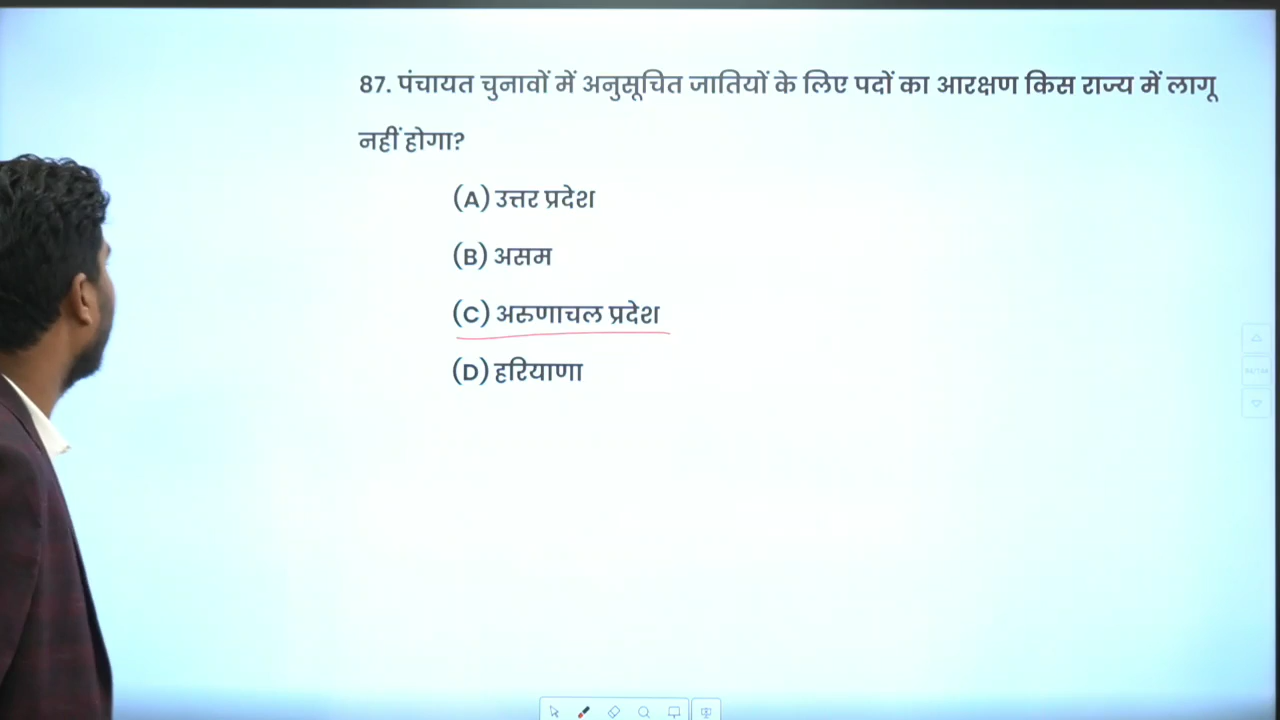 87. पंचायत चुनावों में अनुसूचित जातियों के लिए पदों का आरक्षण किस राज्य में लागू
नहीं होगा?
(A) उत्तर प्रदेश
(B) असम
(C) अरुणाचल प्रदेश
(D) हरियाणा